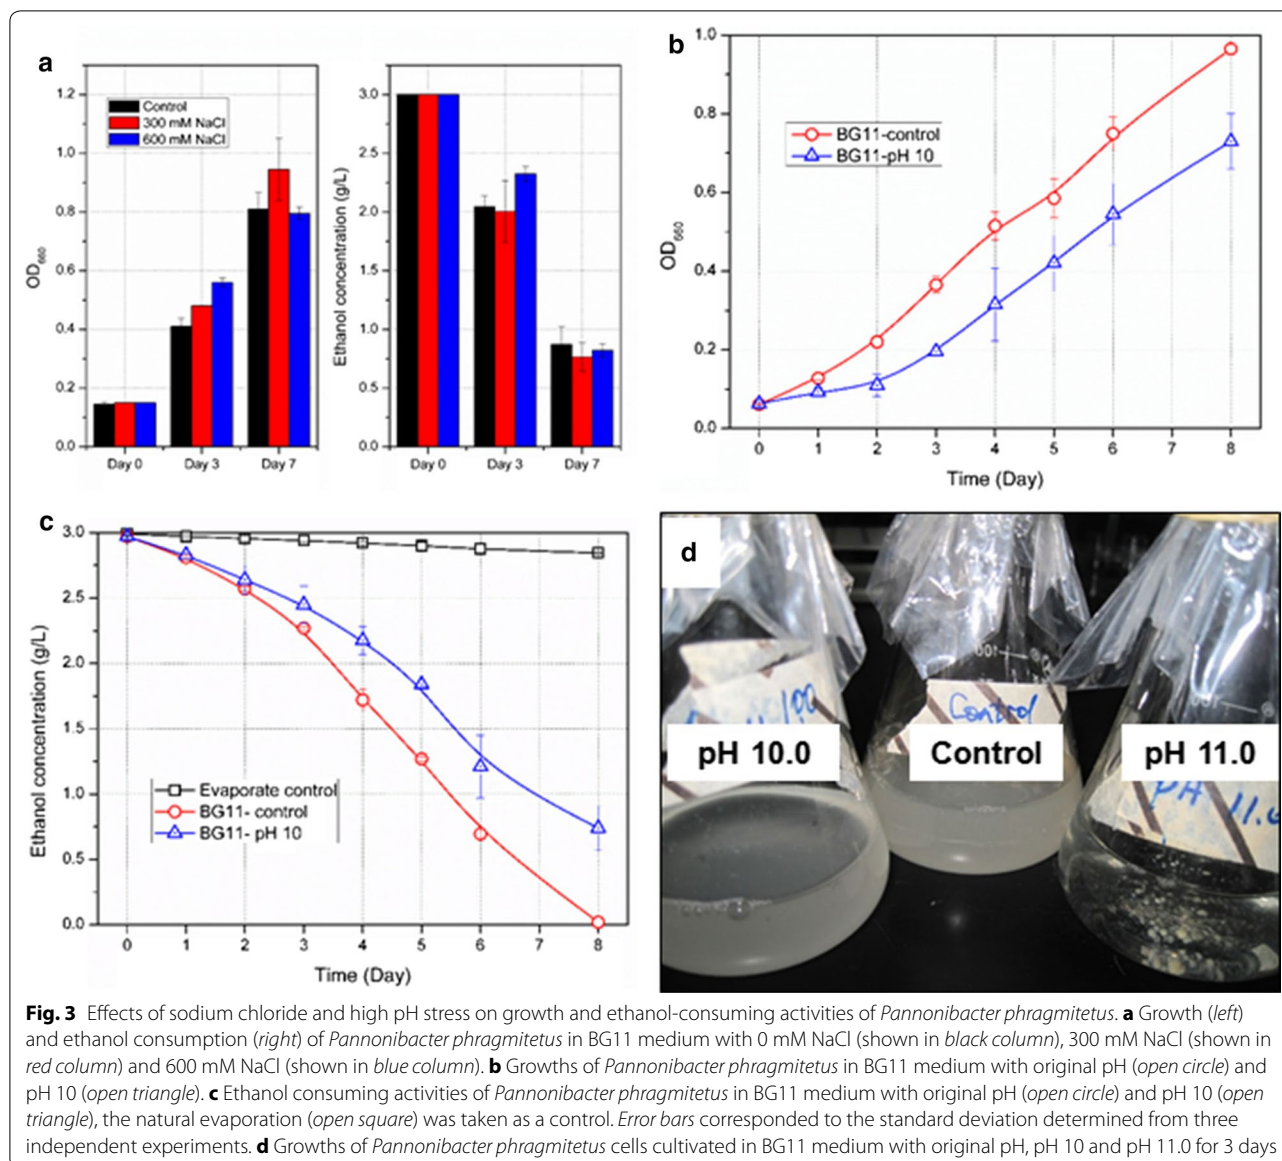 a
1.2
1.0
0.8
0.6
0.4
0.2
0.0
OD660
Control
300 mM NaCl
600 mM NaCl
Day 0 Day 3 Day 7
3.0
2.5
2.0
1.5
1.0
0.5
0.0
Ethanol concentration (g/L)
Day 0 Day 3 Day 7
b
1.0
0.8
0.6
0.4
0.2
0.0
OD660
BG11-control
BG11-pH 10
0 1 2 3 4 5 6 7 8
Time (Day)
c
3.0
2.5
2.0
1.5
1.0
0.5
0.0
Ethanol concentration (g/L)
Evaporate control
BG11- control
BG11- pH 10
0 1 2 3 4 5 6 7 8
Time (Day)
d
100
Control
pH 10.0
Control
pH 11.0
pH 11.0
Fig. 3 Effects of sodium chloride and high pH stress on growth and ethanol-consuming activities of Pannonibacter phragmitetus. a Growth (left)
and ethanol consumption (right) of Pannonibacter phragmitetus in BG11 medium with 0 mM NaCl (shown in black column), 300 mM NaCl (shown in
red column) and 600 mM NaCl (shown in blue column). b Growths of Pannonibacter phragmitetus in BG11 medium with original pH (open circle) and
pH 10 (open triangle). c Ethanol consuming activities of Pannonibacter phragmitetus in BG11 medium with original pH (open circle) and pH 10 (open
triangle), the natural evaporation (open square) was taken as a control. Error bars corresponded to the standard deviation determined from three
independent experiments. d Growths of Pannonibacter phragmitetus cells cultivated in BG11 medium with original pH, pH 10 and pH 11.0 for 3 days